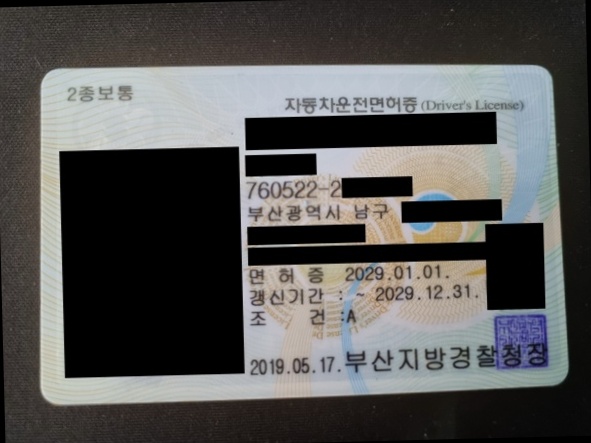 2종보통
자동차운전면허증 (Driver's License)
760522-2
부산광역시 남구
면 허 증 2029.01.01.
갱신기간 : ~ 2029.12.31.
조 건 :A
2019.05.17. 부산지방경찰청장